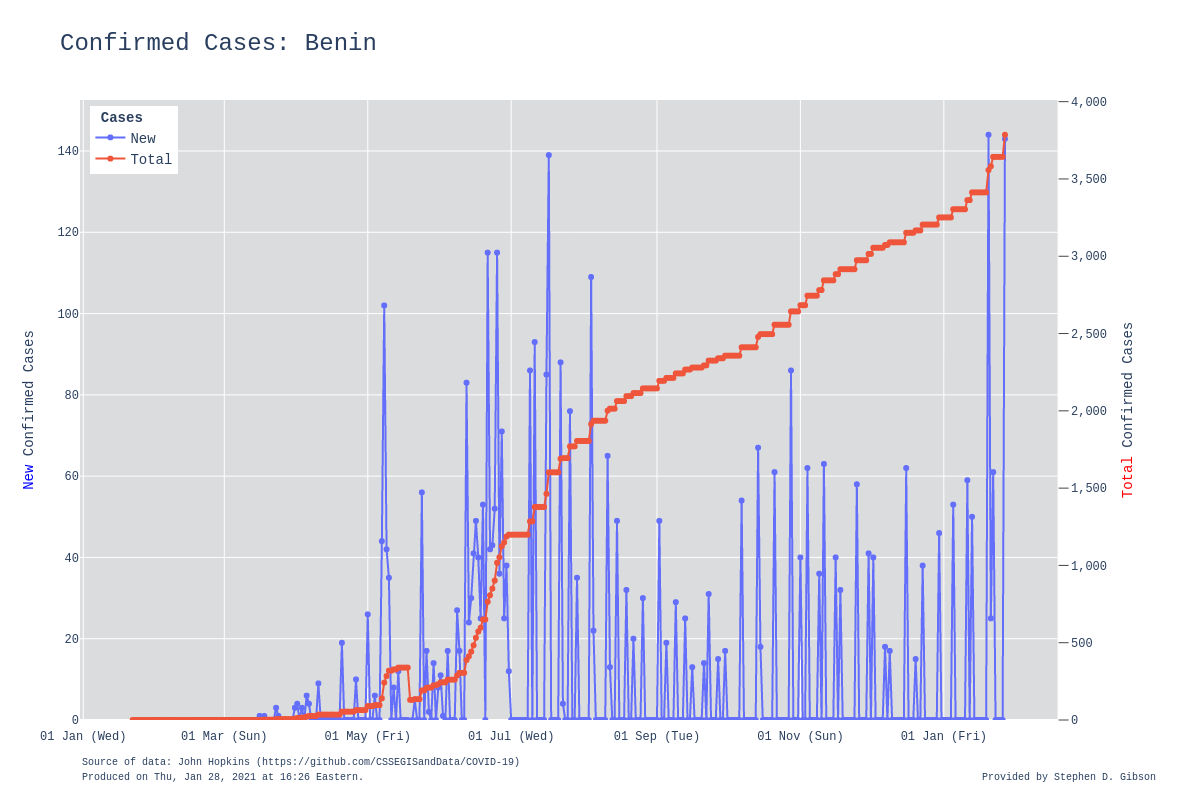 Confirmed Cases: Benin
Cases
New
Total
140
120
100
80
60
40
20
0
4,000
3,500
3,000
2,500
2,000
1,500
1,000
500
0
New Confirmed Cases
Total Confirmed Cases
01 Jan (Wed) 01 Mar (Sun) 01 May (Fri) 01 Jul (Wed) 01 Sep (Tue) 01 Nov (Sun) 01 Jan (Fri)
Source of data: John Hopkins (https://github.com/CSSEGISandData/COVID-19)
Produced on Thu, Jan 28, 2021 at 16:26 Eastern.
Provided by Stephen D. Gibson